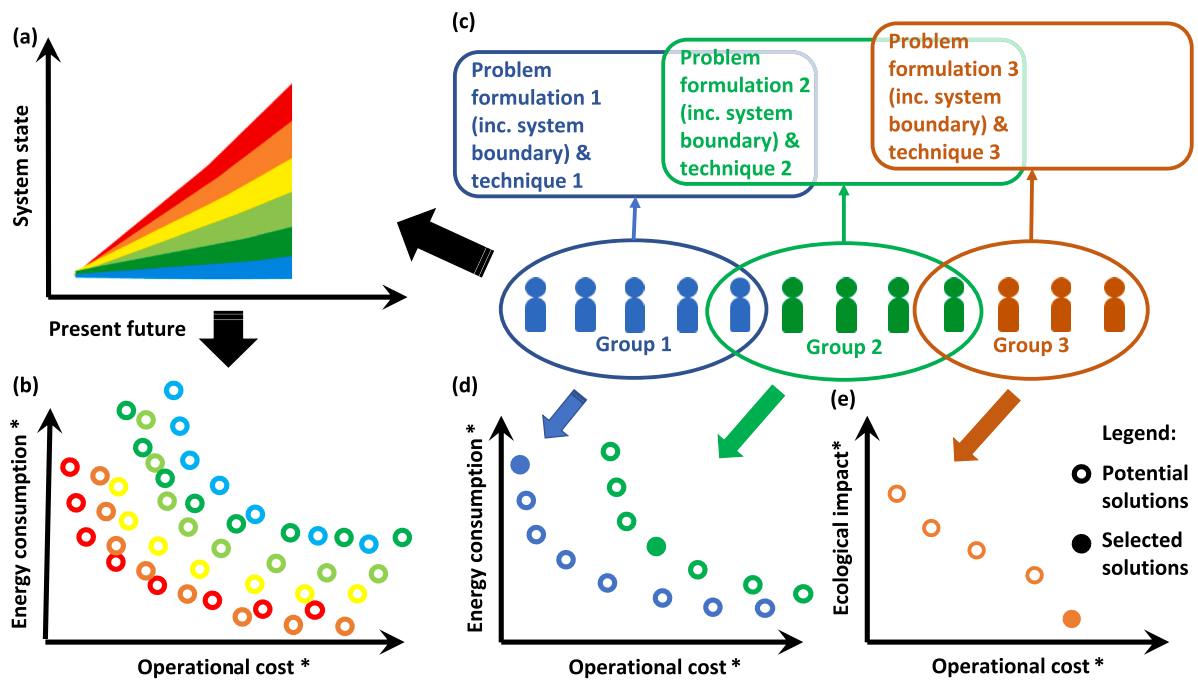 (a)
System state
Present future
(b)
Energy consumption *
Operational cost *
(c)
Problem
formulation 1
(inc. system
boundary) &
technique 1
Problem
formulation 2
(inc. system
boundary) &
technique 2
Problem
formulation 3
(inc. system
boundary) &
technique 3
Group 1
Group 2
Group 3
(d)
Energy consumption *
Operational cost *
(e)
Ecological impact*
Operational cost *
Legend:
Potential
solutions
Selected
solutions